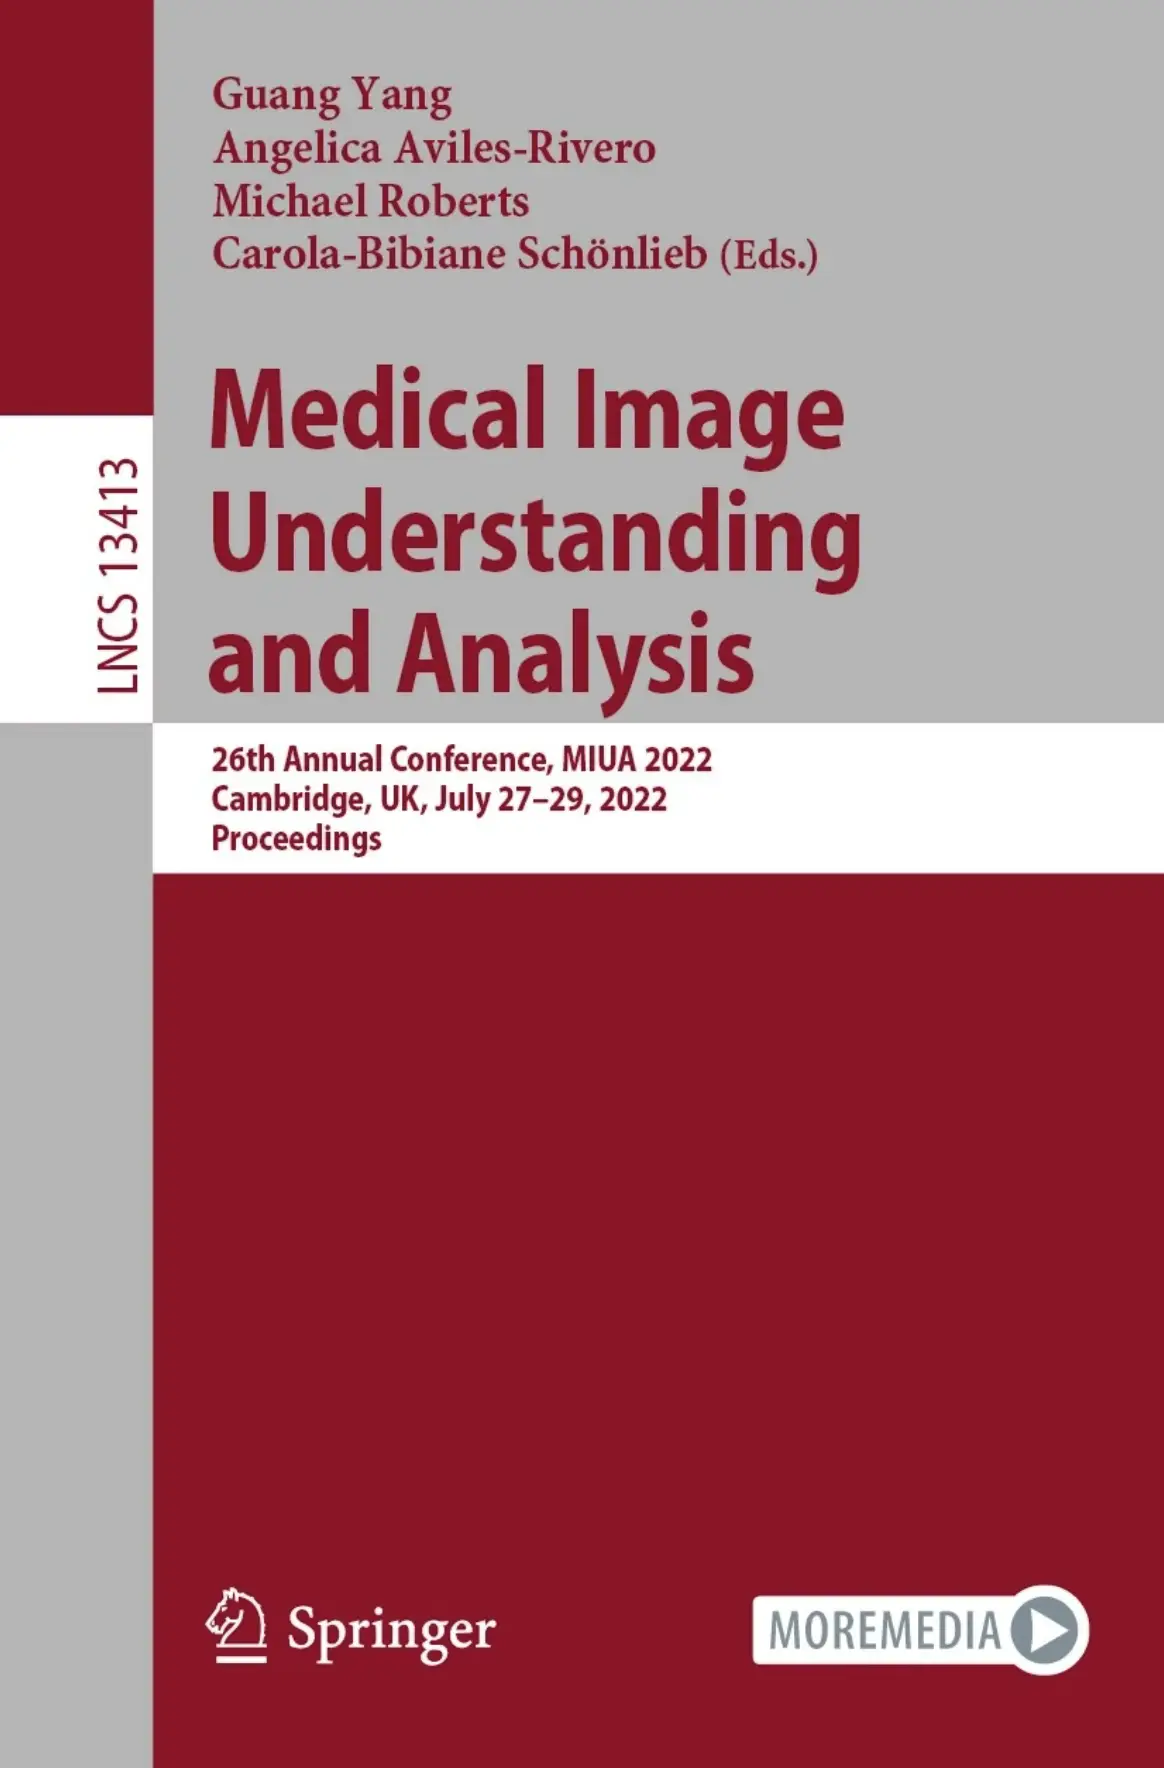 Guang Yang
Angelica Aviles-Rivero
Michael Roberts
Carola-Bibiane Schönlieb (Eds.)
Medical Image
Understanding
and Analysis
LNCS 13413
26th Annual Conference, MIUA 2022
Cambridge, UK, July 27–29, 2022
Proceedings
Springer
MOREMEDIA